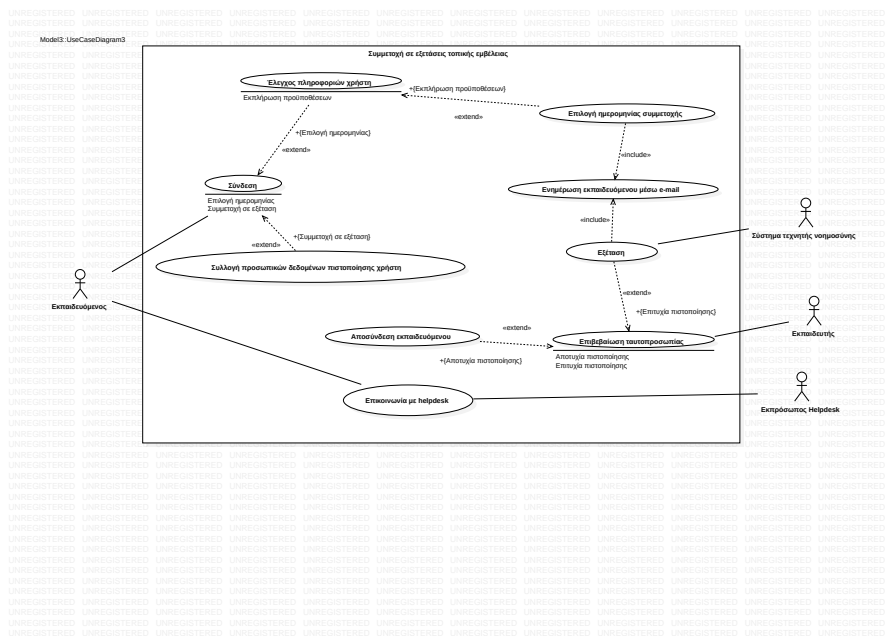 Model3::UseCaseDiagram3
Συμμετοχή σε εξετάσεις τοπικής εμβέλειας
Έλεγχος πληροφοριών χρήστη
Εκπλήρωση προϋποθέσεων
+{Εκπλήρωση προϋποθέσεων}
«extend»
Επιλογή ημερομηνίας συμμετοχής
+{Επιλογή ημερομηνίας}
«extend»
«include»
Σύνδεση
Επιλογή ημερομηνίας
Συμμετοχή σε εξέταση
Ενημέρωση εκπαιδευόμενου μέσω e-mail
«include»
+{Συμμετοχή σε εξέταση}
«extend»
Σύστημα τεχνητής νοημοσύνης
Εξέταση
Συλλογή προσωπικών δεδομένων πιστοποίησης χρήστη
«extend»
Εκπαιδευόμενος
+{Επιτυχία πιστοποίησης}
«extend»
Εκπαιδευτής
Αποσύνδεση εκπαιδευόμενου
Επιβεβαίωση ταυτοπροσωπίας
+{Αποτυχία πιστοποίησης}
Αποτυχία πιστοποίησης
Επιτυχία πιστοποίησης
Επικοινωνία με helpdesk
Εκπρόσωπος Helpdesk
UNREGISTERED